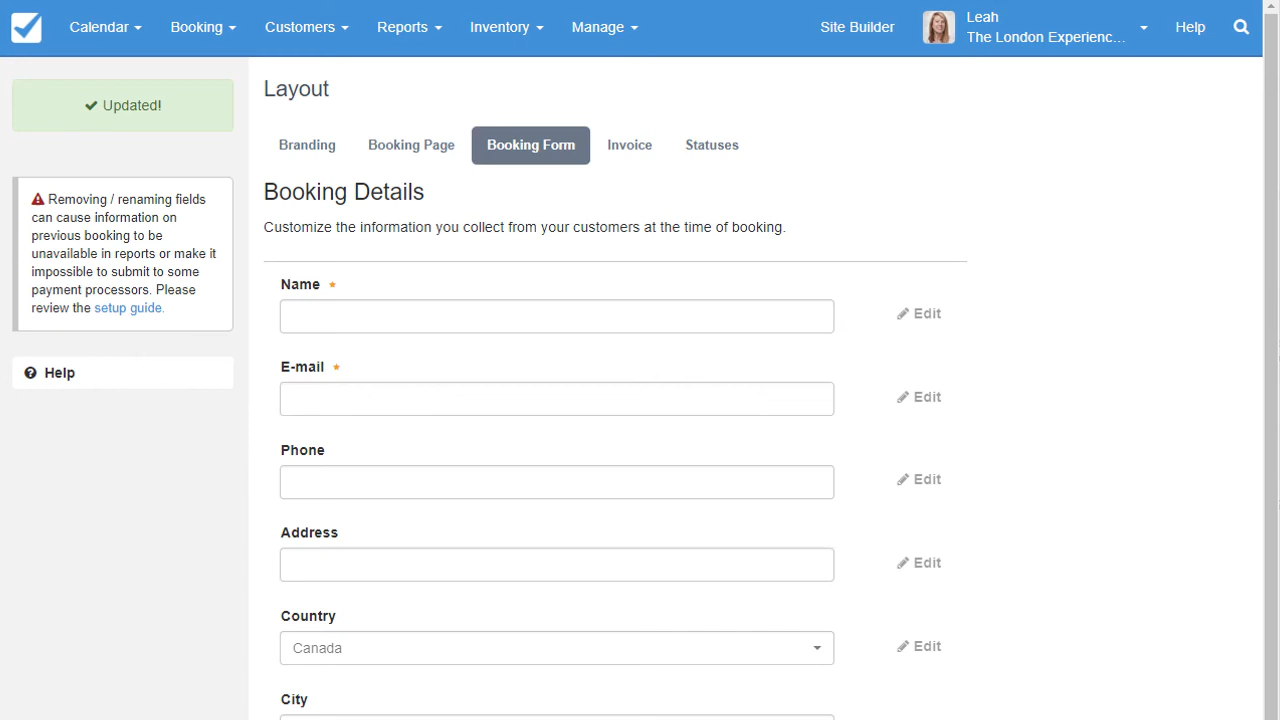 Calendar Booking Customers Reports Inventory Manage Site Builder Leah Help
The London Experienc...
Updated!
Removing / renaming fields
can cause information on
previous booking to be
unavailable in reports or make it
impossible to submit to some
payment processors. Please
review the setup guide.
Help
Layout
Branding Booking Page Booking Form Invoice Statuses
Booking Details
Customize the information you collect from your customers at the time of booking.
Name *
Edit
E-mail *
Edit
Phone
Edit
Address
Edit
Country
Canada Edit
City